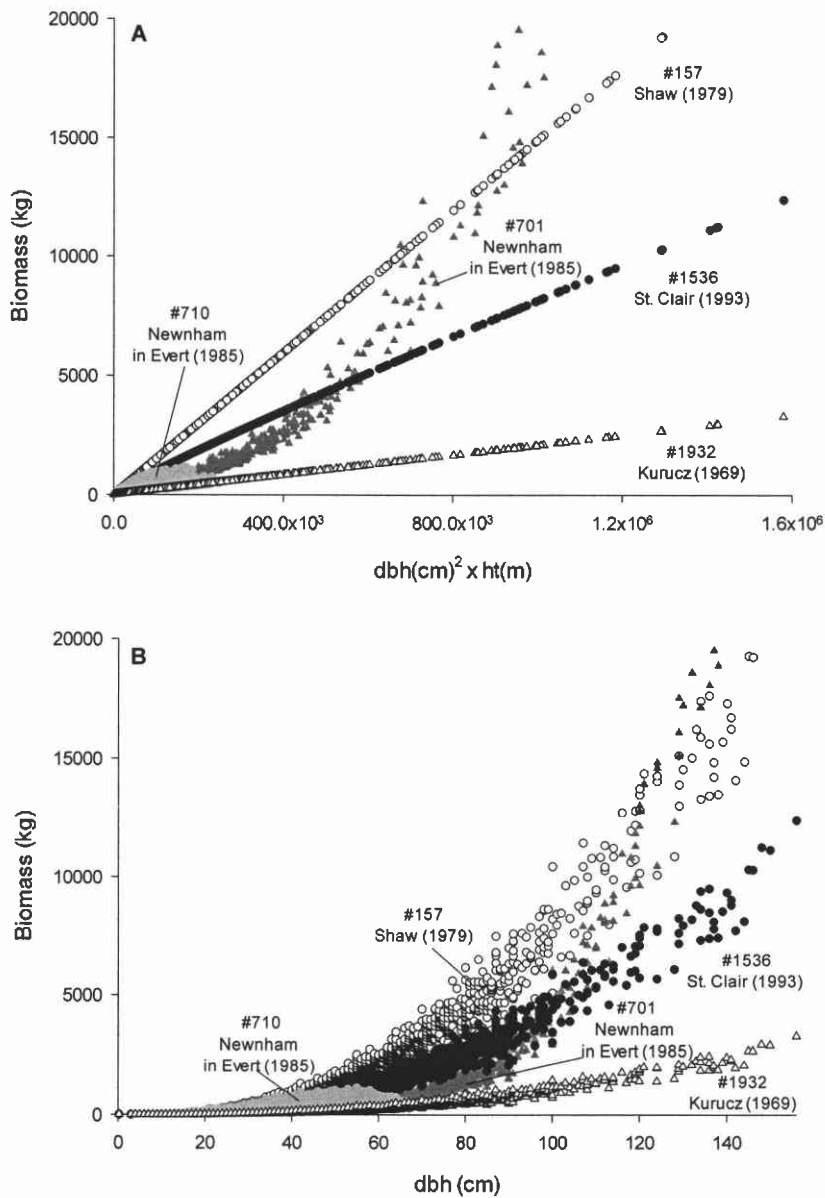 A
20000
15000
10000
5000
0
Biomass (kg)
#157
Shaw (1979)
#701
Newnham
in Evert (1985)
#1536
St. Clair (1993)
#710
Newnham
in Evert (1985)
#1932
Kurucz (1969)
0.0 400.0x10³ 800.0x10³ 1.2x10⁶ 1.6x10⁶
dbh(cm)² x ht(m)
B
20000
15000
10000
5000
0
Biomass (kg)
#157
Shaw (1979)
#1536
St. Clair (1993)
#710
Newnham
in Evert (1985)
#701
Newnham
in Evert (1985)
#1932
Kurucz (1969)
0 20 40 60 80 100 120 140
dbh (cm)